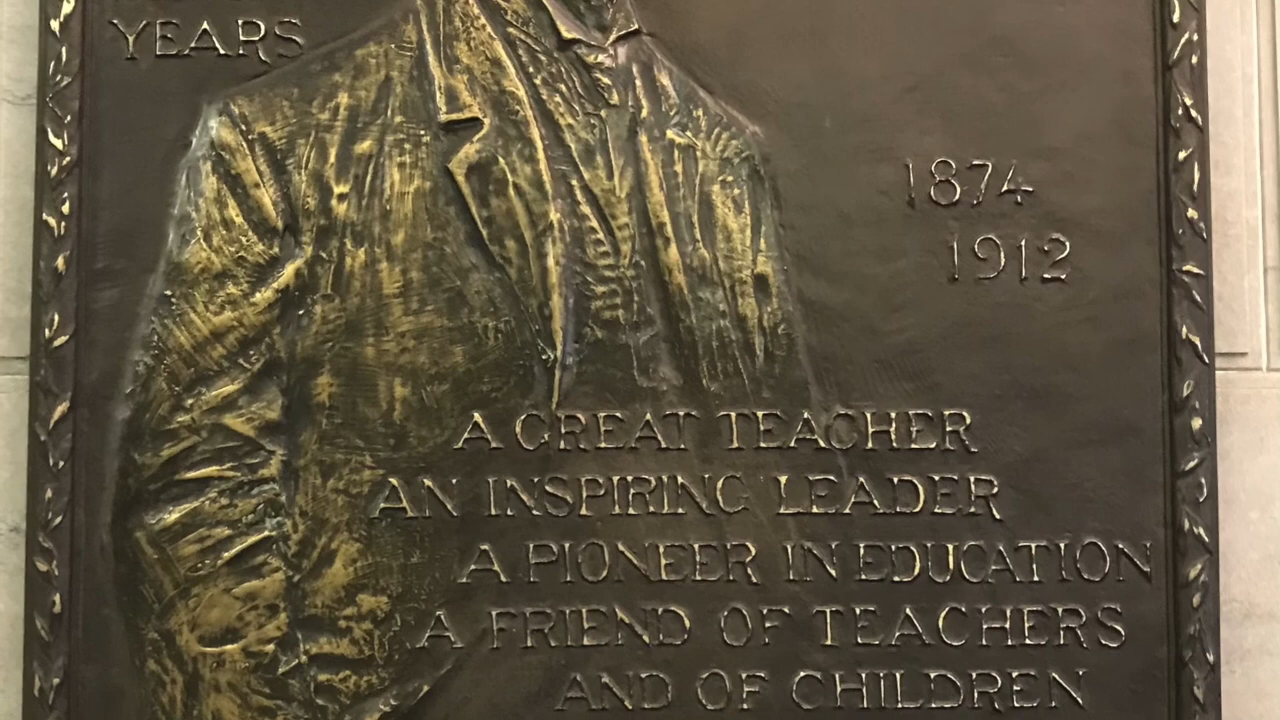 YEARS
1874
1912
A GREAT TEACHER
AN INSPIRING LEADER
A PIONEER IN EDUCATION
A FRIEND OF TEACHERS
AND OF CHILDREN